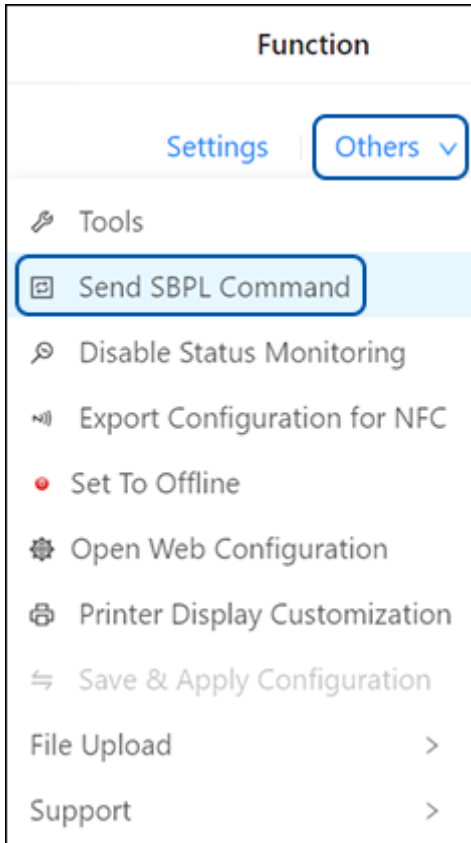 Function
Settings Others
Tools
Send SBPL Command
Disable Status Monitoring
Export Configuration for NFC
Set To Offline
Open Web Configuration
Printer Display Customization
Save & Apply Configuration
File Upload
Support